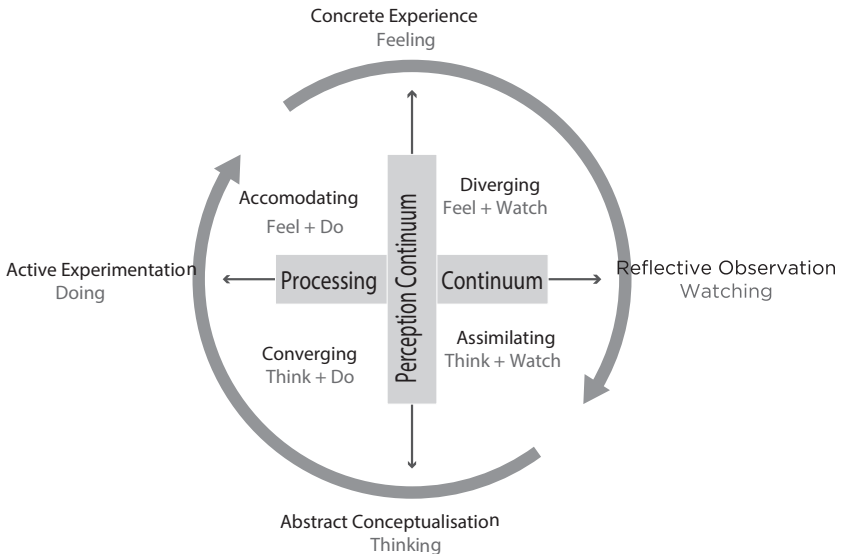 Concrete Experience
Feeling
Accomodating
Feel + Do
Diverging
Feel + Watch
Active Experimentation
Doing
Processing
Perception Continuum
Continuum
Reflective Observation
Watching
Converging
Think + Do
Assimilating
Think + Watch
Abstract Conceptualisation
Thinking